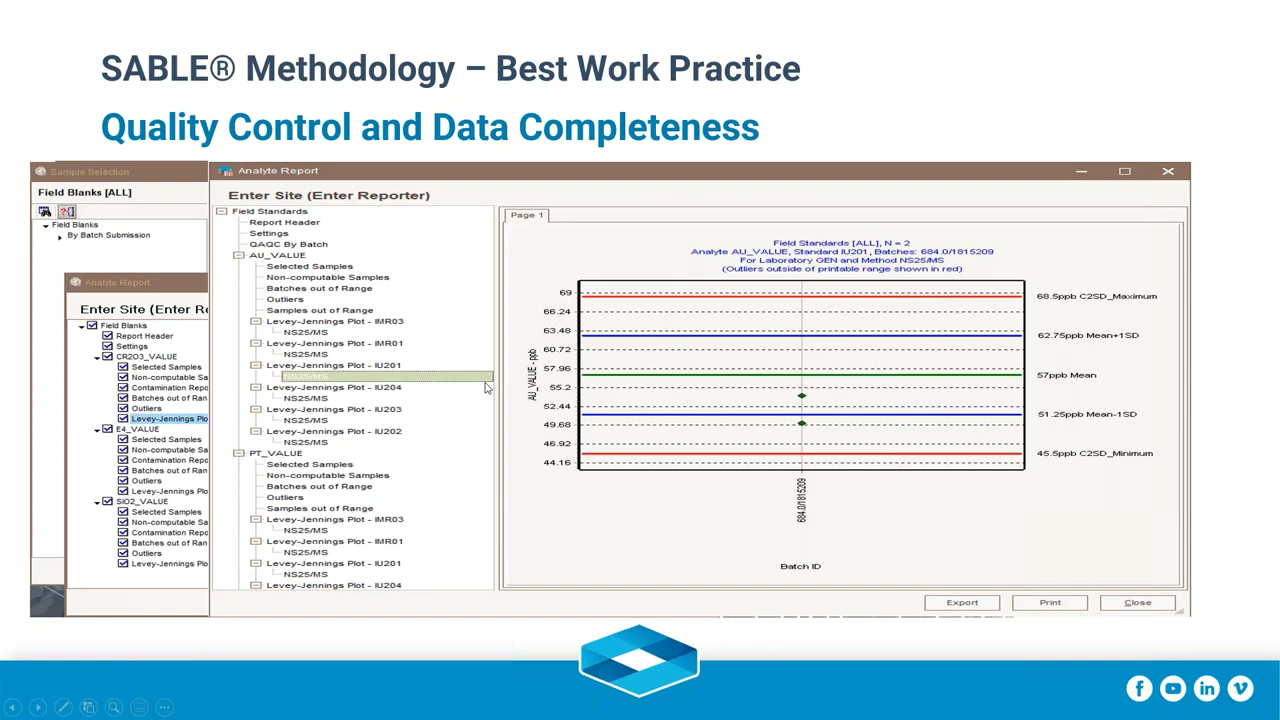 SABLE® Methodology – Best Work Practice
Quality Control and Data Completeness
Sample Selection
Field Blanks [ALL]
Field Blanks
By Batch Submission
Analyte Report
Enter Site (Enter Re
Field Blanks
Report Header
Settings
CR2O3_VALUE
Selected Samples
Non-computable Sa
Contamination Repo
Batches out of Ran
Outliers
Levey-Jennings Plo
E4_VALUE
Selected Samples
Non-computable Sa
Contamination Repo
Batches out of Ran
Outliers
Levey-Jennings Plo
SIO2_VALUE
Selected Samples
Non-computable Sa
Contamination Repo
Batches out of Ran
Outliers
Levey-Jennings Plo
Analyte Report
Enter Site (Enter Reporter)
Field Standards
Report Header
Settings
QAQC By Batch
AU_VALUE
Selected Samples
Non-computable Samples
Batches out of Range
Outliers
Samples out of Range
Levey-Jennings Plot - IMR03
NS25/MS
Levey-Jennings Plot - IMR01
NS25/MS
Levey-Jennings Plot - IU201
NS25/MS
Levey-Jennings Plot - IU204
NS25/MS
Levey-Jennings Plot - IU203
NS25/MS
Levey-Jennings Plot - IU202
NS25/MS
PT_VALUE
Selected Samples
Non-computable Samples
Batches out of Range
Outliers
Samples out of Range
Levey-Jennings Plot - IMR03
NS25/MS
Levey-Jennings Plot - IMR01
NS25/MS
Levey-Jennings Plot - IU201
NS25/MS
Levey-Jennings Plot - IU204
Page 1
Field Standards [ALL], N = 2
Analyte AU_VALUE, Standard IU201, Batches: 684.0/1815209
For Laboratory GEN and Method NS25/MS
(Outliers outside of printable range shown in red)
AU_VALUE - ppb
69
66.24
63.48
60.72
57.96
55.2
52.44
49.68
46.92
44.16
68.5ppb C2SD_Maximum
62.75ppb Mean+1SD
57ppb Mean
51.25ppb Mean-1SD
45.5ppb C2SD_Minimum
684.0/1815209
Batch ID
Export
Print
Close